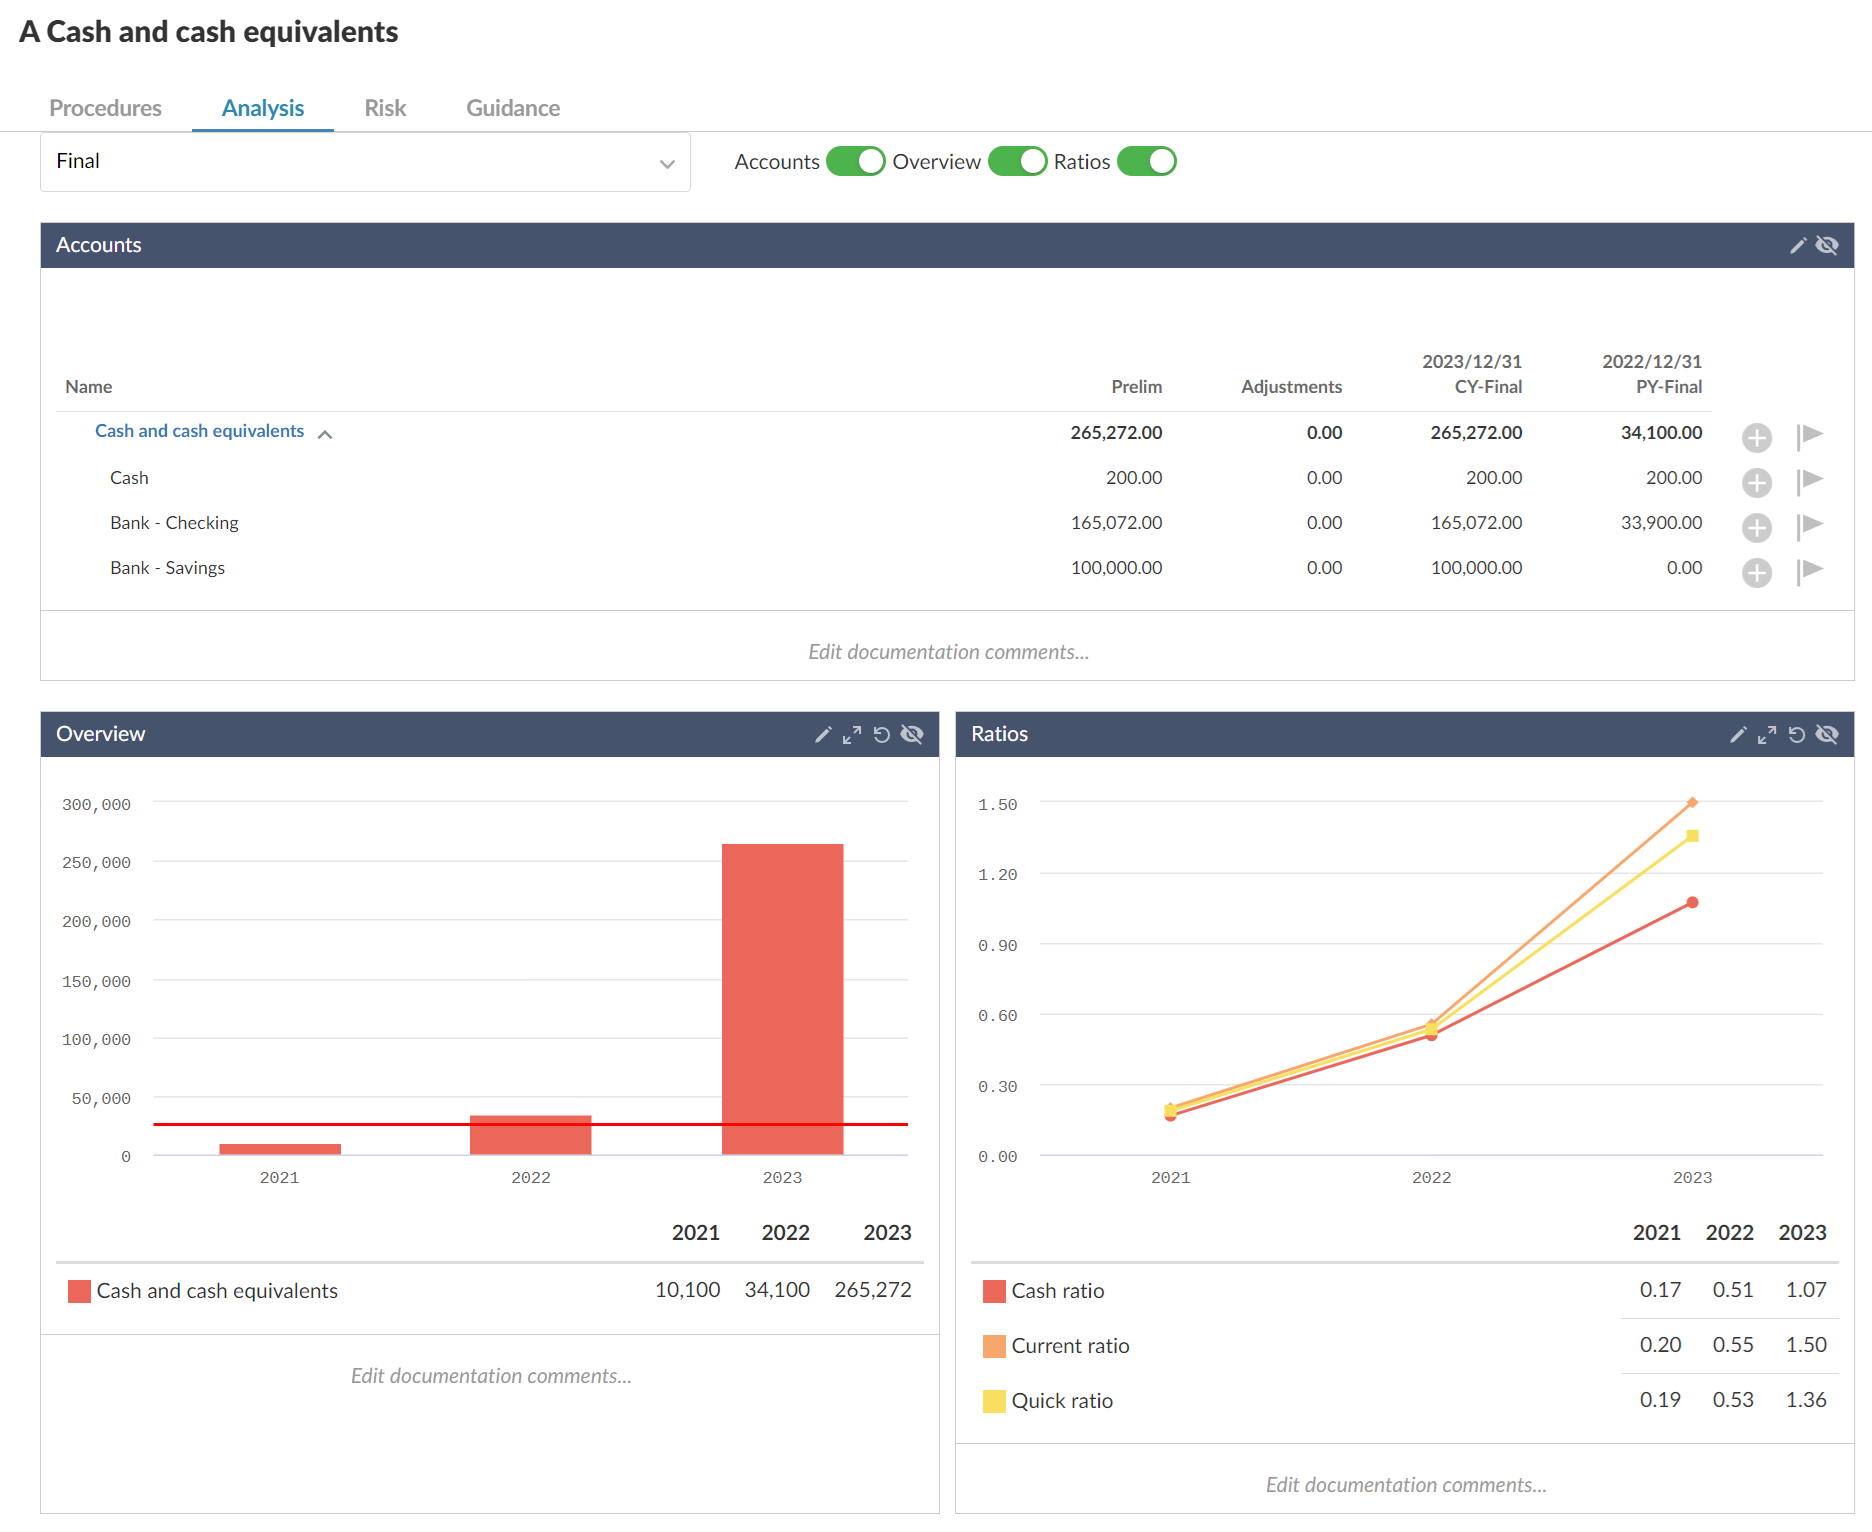 A Cash and cash equivalents
Procedures Analysis Risk Guidance
Final Accounts Overview Ratios
Accounts
2023/12/31 2022/12/31
Name Prelim Adjustments CY-Final PY-Final
Cash and cash equivalents 265,272.00 0.00 265,272.00 34,100.00
Cash 200.00 0.00 200.00 200.00
Bank - Checking 165,072.00 0.00 165,072.00 33,900.00
Bank - Savings 100,000.00 0.00 100,000.00 0.00
Edit documentation comments...
Overview
300,000
250,000
200,000
150,000
100,000
50,000
0
2021 2022 2023
2021 2022 2023
Cash and cash equivalents 10,100 34,100 265,272
Edit documentation comments...
Ratios
1.50
1.20
0.90
0.60
0.30
0.00
2021 2022 2023
2021 2022 2023
Cash ratio 0.17 0.51 1.07
Current ratio 0.20 0.55 1.50
Quick ratio 0.19 0.53 1.36
Edit documentation comments...